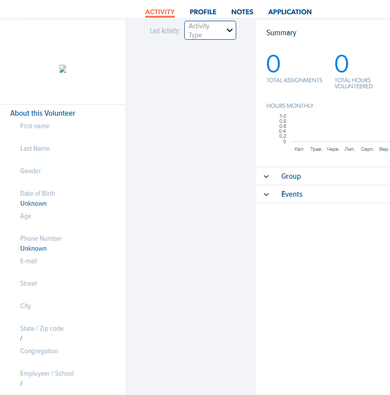 ACTIVITY PROFILE NOTES APPLICATION
Last Activity: Activity Type
About this Volunteer
First name
Last Name
Gender
Date of Birth
Unknown
Age
Phone Number
Unknown
E-mail
Street
City
State / Zip code
/
Congregation
Employeer / School
/
Summary
0 0
TOTAL ASSIGNMENTS TOTAL HOURS
VOLUNTEERED
HOURS MONTHLY
1.0
0.8
0.6
0.4
0.2
0
Квіт. Трав. Черв. Лип. Серп. Вер.
Group
Events